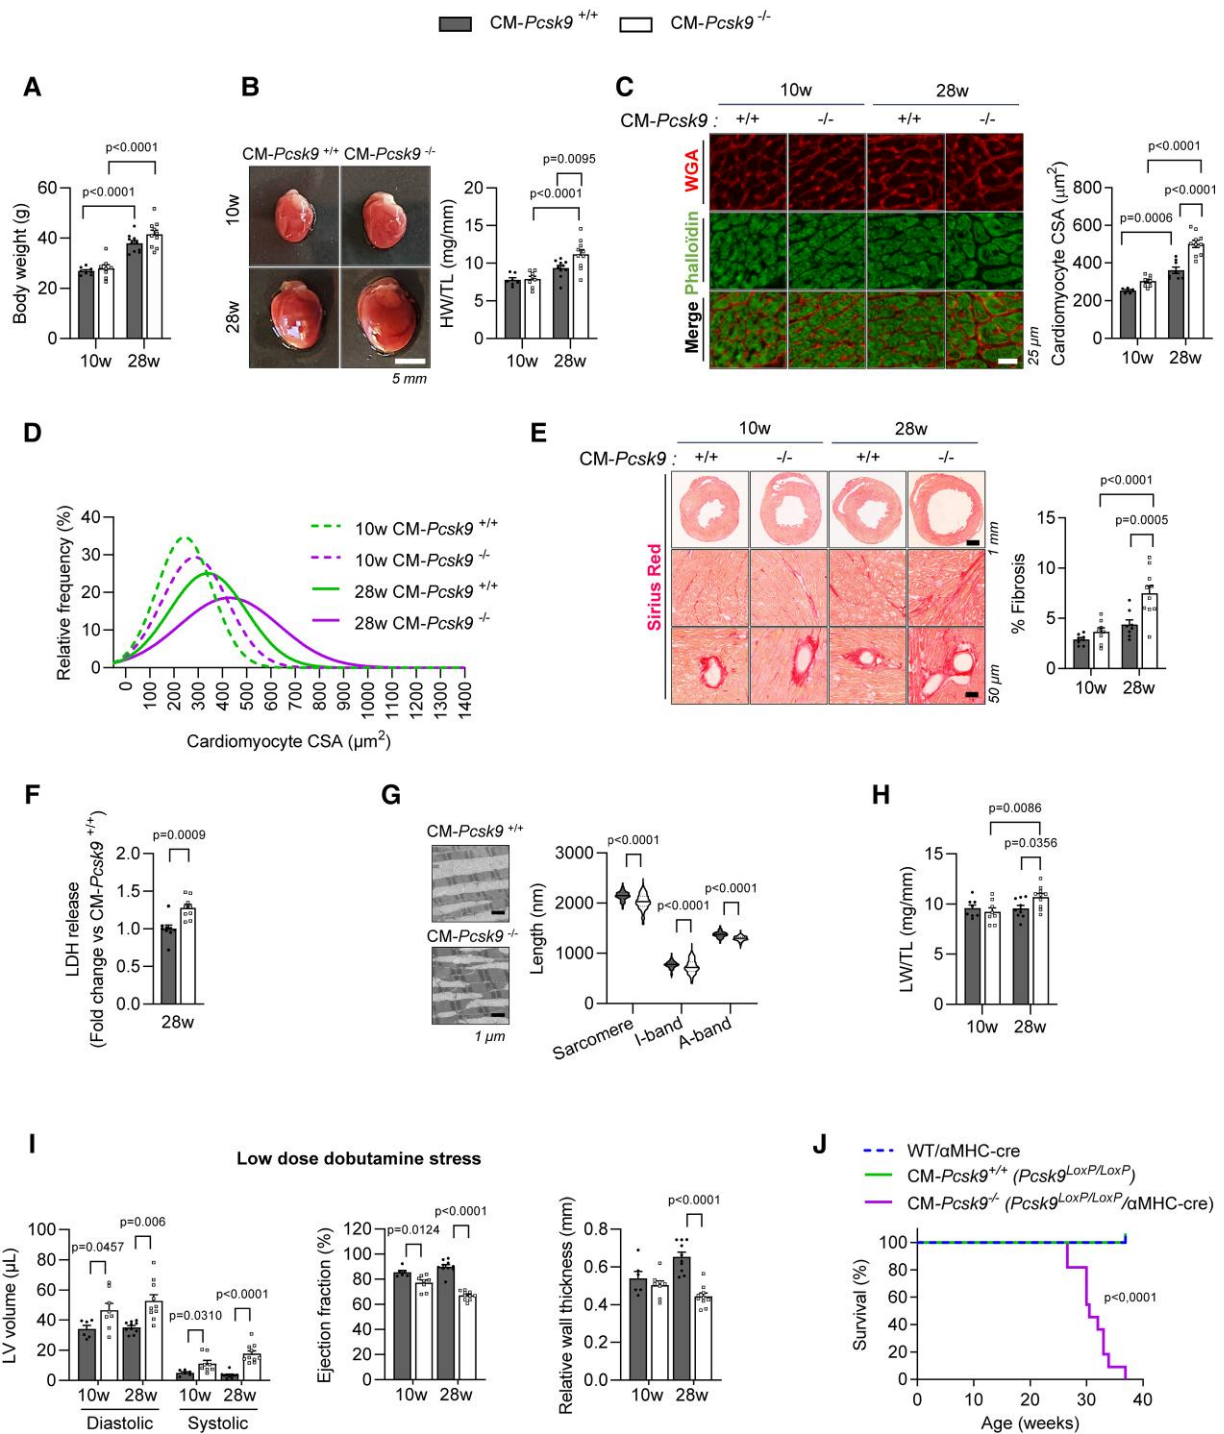 CM-Pcsk9 +/+ CM-Pcsk9 -/-
A
p<0.0001
p<0.0001
Body weight (g)
60
40
20
0
10w 28w
B
CM-Pcsk9 +/+ CM-Pcsk9 -/-
10w
28w
5 mm
p=0.0095
p<0.0001
HW/TL (mg/mm)
20
15
10
5
0
10w 28w
C
10w 28w
CM-Pcsk9 : +/+ -/- +/+ -/-
WGA
Phalloïdin
Merge
25 µm
p<0.0001
p<0.0001
p=0.0006
Cardiomyocyte CSA (µm2)
800
600
400
200
0
10w 28w
D
Relative frequency (%)
40
30
20
10
0
0 100 200 300 400 500 600 700 800 900 1000 1100 1200 1300 1400
Cardiomyocyte CSA (µm2)
10w CM-Pcsk9 +/+
10w CM-Pcsk9 -/-
28w CM-Pcsk9 +/+
28w CM-Pcsk9 -/-
E
10w 28w
CM-Pcsk9 : +/+ -/- +/+ -/-
Sirius Red
1 mm
50 µm
p<0.0001
p=0.0005
% Fibrosis
15
10
5
0
10w 28w
F
p=0.0009
LDH release
(Fold change vs CM-Pcsk9 +/+)
2.0
1.5
1.0
0.5
0.0
28w
G
CM-Pcsk9 +/+
CM-Pcsk9 -/-
1 µm
p<0.0001
p<0.0001
p<0.0001
Length (nm)
3000
2000
1000
0
Sarcomere I-band A-band
H
p=0.0086
p=0.0356
LW/TL (mg/mm)
15
10
5
0
10w 28w
I
Low dose dobutamine stress
p=0.0457
p=0.006
p=0.0310
p<0.0001
LV volume (µL)
100
80
60
40
20
0
10w 28w 10w 28w
Diastolic Systolic
p=0.0124
p<0.0001
Ejection fraction (%)
120
100
80
60
40
20
0
10w 28w
p<0.0001
Relative wall thickness (mm)
0.8
0.6
0.4
0.2
0.0
10w 28w
J
WT/αMHC-cre
CM-Pcsk9+/+ (Pcsk9LoxP/LoxP)
CM-Pcsk9-/- (Pcsk9LoxP/LoxP/αMHC-cre)
p<,0001
Survival (%)
100
80
60
40
20
0
0 10 20 30 40
Age (weeks)